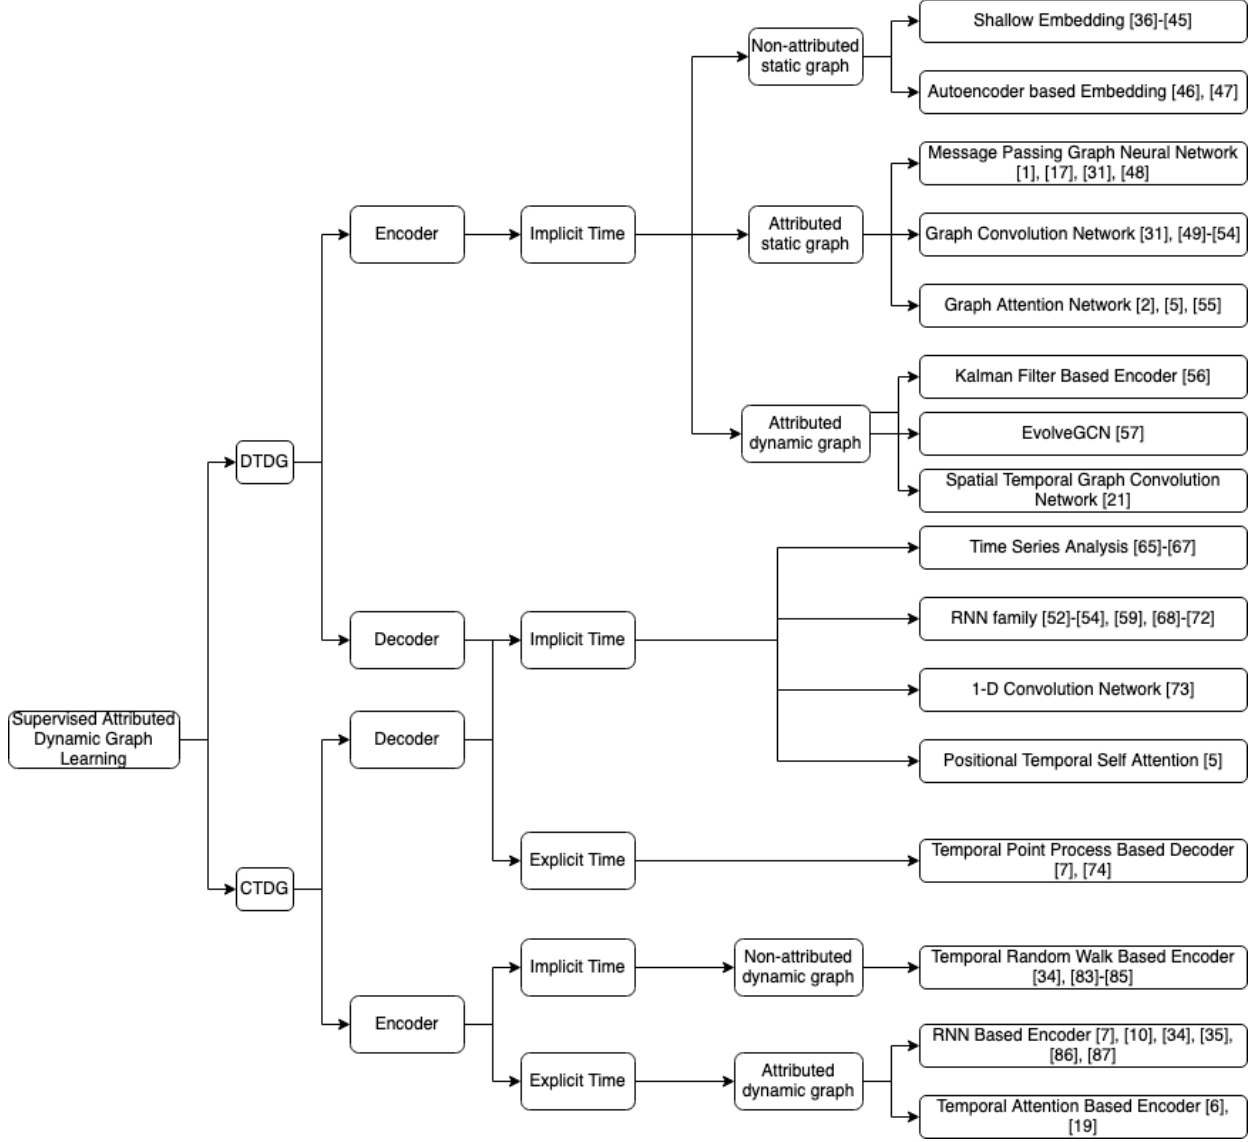 Shallow Embedding [36]-[45]
Non-attributed
static graph
Autoencoder based Embedding [46], [47]
Message Passing Graph Neural Network
[1], [17], [31], [48]
Encoder
Implicit Time
Attributed
static graph
Graph Convolution Network [31], [49]-[54]
Graph Attention Network [2], [5], [55]
Kalman Filter Based Encoder [56]
Attributed
dynamic graph
EvolveGCN [57]
DTDG
Spatial Temporal Graph Convolution
Network [21]
Time Series Analysis [65]-[67]
RNN family [52]-[54], [59], [68]-[72]
Decoder
Implicit Time
1-D Convolution Network [73]
Supervised Attributed
Dynamic Graph
Learning
Decoder
Positional Temporal Self Attention [5]
Explicit Time
Temporal Point Process Based Decoder
[7], [74]
CTDG
Implicit Time
Non-attributed
dynamic graph
Temporal Random Walk Based Encoder
[34], [83]-[85]
Encoder
RNN Based Encoder [7], [10], [34], [35],
[86], [87]
Explicit Time
Attributed
dynamic graph
Temporal Attention Based Encoder [6],
[19]